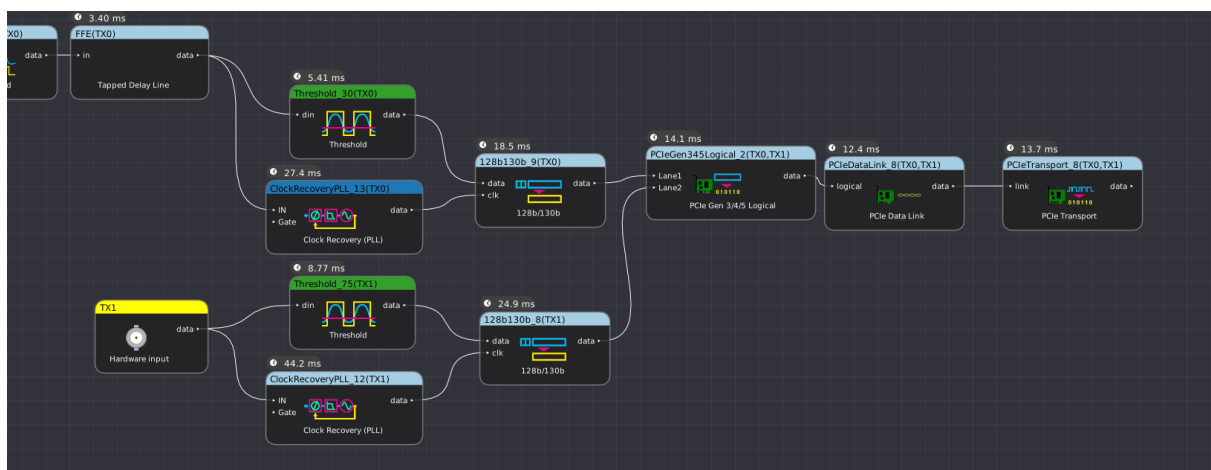 3.40 ms
X0)
data
d
FFE(TX0)
in
data
Tapped Delay Line
5.41 ms
Threshold_30(TX0)
din
data
Threshold
27.4 ms
ClockRecoveryPLL_13(TX0)
IN
data
Gate
Clock Recovery (PLL)
18.5 ms
128b130b_9(TX0)
data
data
clk
128b/130b
14.1 ms
PCIeGen345Logical_2(TX0,TX1)
Lane1
data
Lane2
010110
PCIe Gen 3/4/5 Logical
12.4 ms
PCIeDataLink_8(TX0,TX1)
logical
data
PCIe Data Link
13.7 ms
PCIeTransport_8(TX0,TX1)
link
data
010110
PCIe Transport
TX1
data
Hardware input
8.77 ms
Threshold_75(TX1)
din
data
Threshold
44.2 ms
ClockRecoveryPLL_12(TX1)
IN
data
Gate
Clock Recovery (PLL)
24.9 ms
128b130b_8(TX1)
data
data
clk
128b/130b